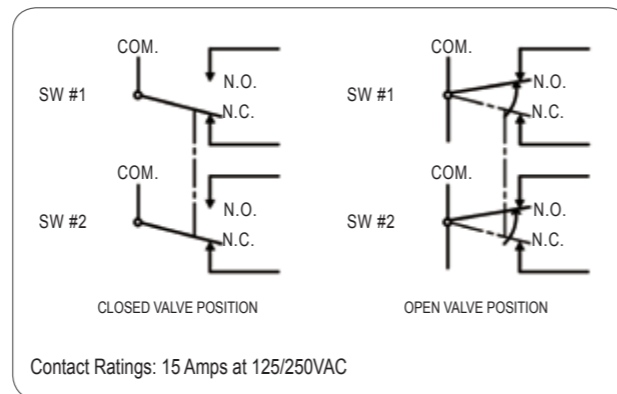 COM.
N.O.
SW #1
N.C.
COM.
N.O.
SW #2
N.C.
CLOSED VALVE POSITION
COM.
N.O.
SW #1
N.C.
COM.
N.O.
SW #2
N.C.
OPEN VALVE POSITION
Contact Ratings: 15 Amps at 125/250VAC